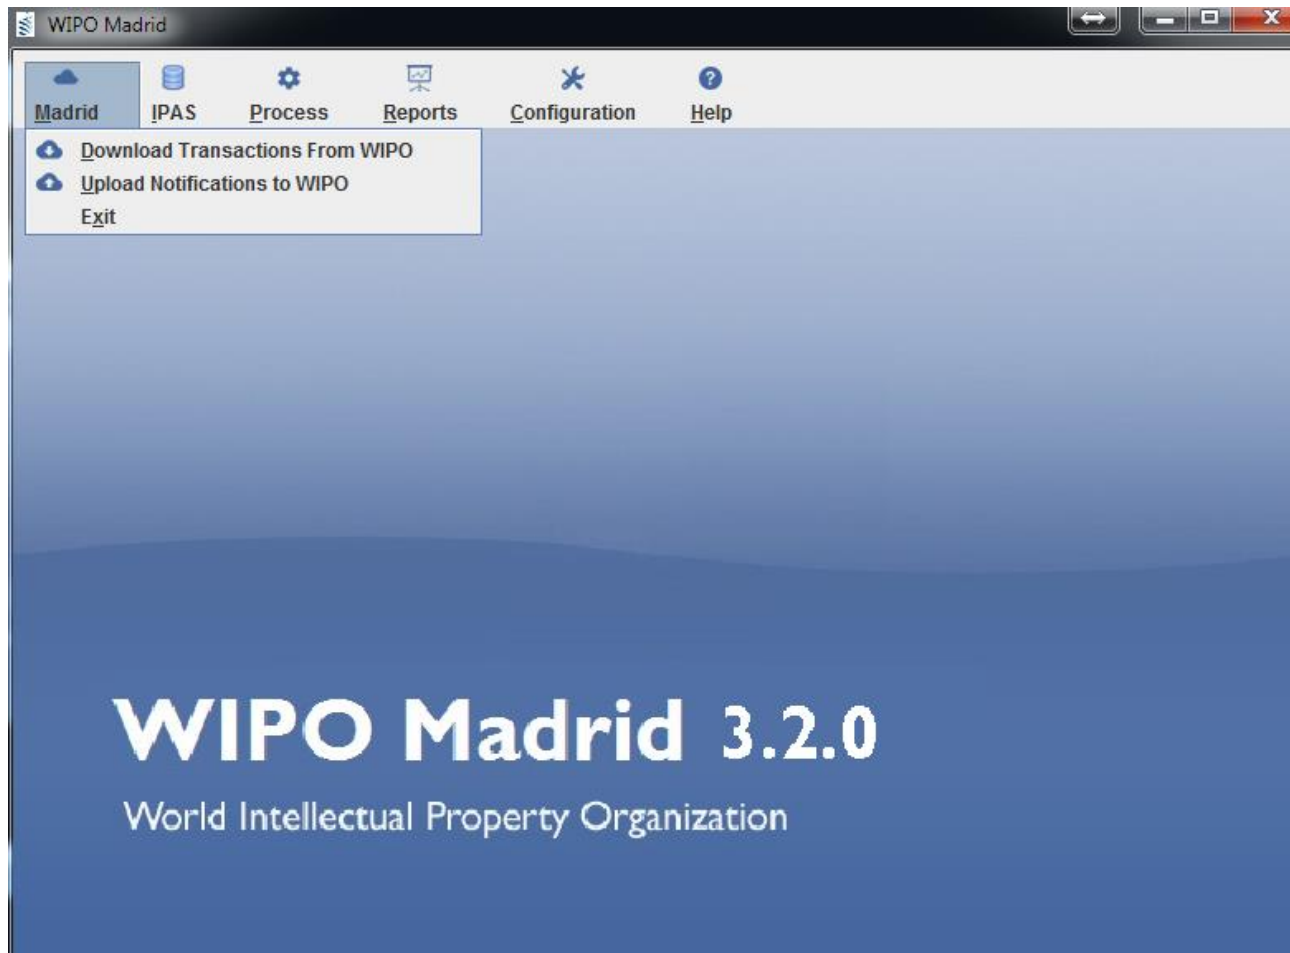 WIPO Madrid
Madrid IPAS Process Reports Configuration Help
Download Transactions From WIPO
Upload Notifications to WIPO
Exit
WIPO Madrid 3.2.0
World Intellectual Property Organization